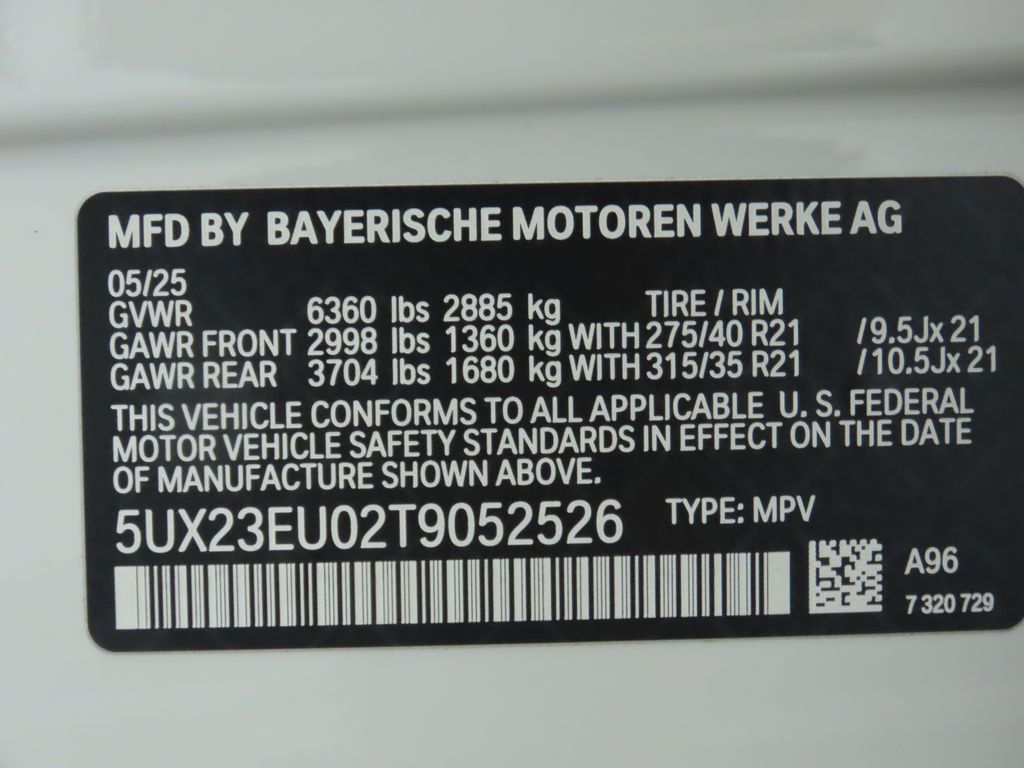 MFD BY BAYERISCHE MOTOREN WERKE AG
05/25
GVWR 6360 lbs 2885 kg TIRE / RIM
GAWR FRONT 2998 lbs 1360 kg WITH 275/40 R21 /9.5Jx 21
GAWR REAR 3704 lbs 1680 kg WITH 315/35 R21 /10.5Jx 21
THIS VEHICLE CONFORMS TO ALL APPLICABLE U. S. FEDERAL
MOTOR VEHICLE SAFETY STANDARDS IN EFFECT ON THE DATE
OF MANUFACTURE SHOWN ABOVE.
5UX23EU02T9052526 TYPE: MPV
A96
7 320 729